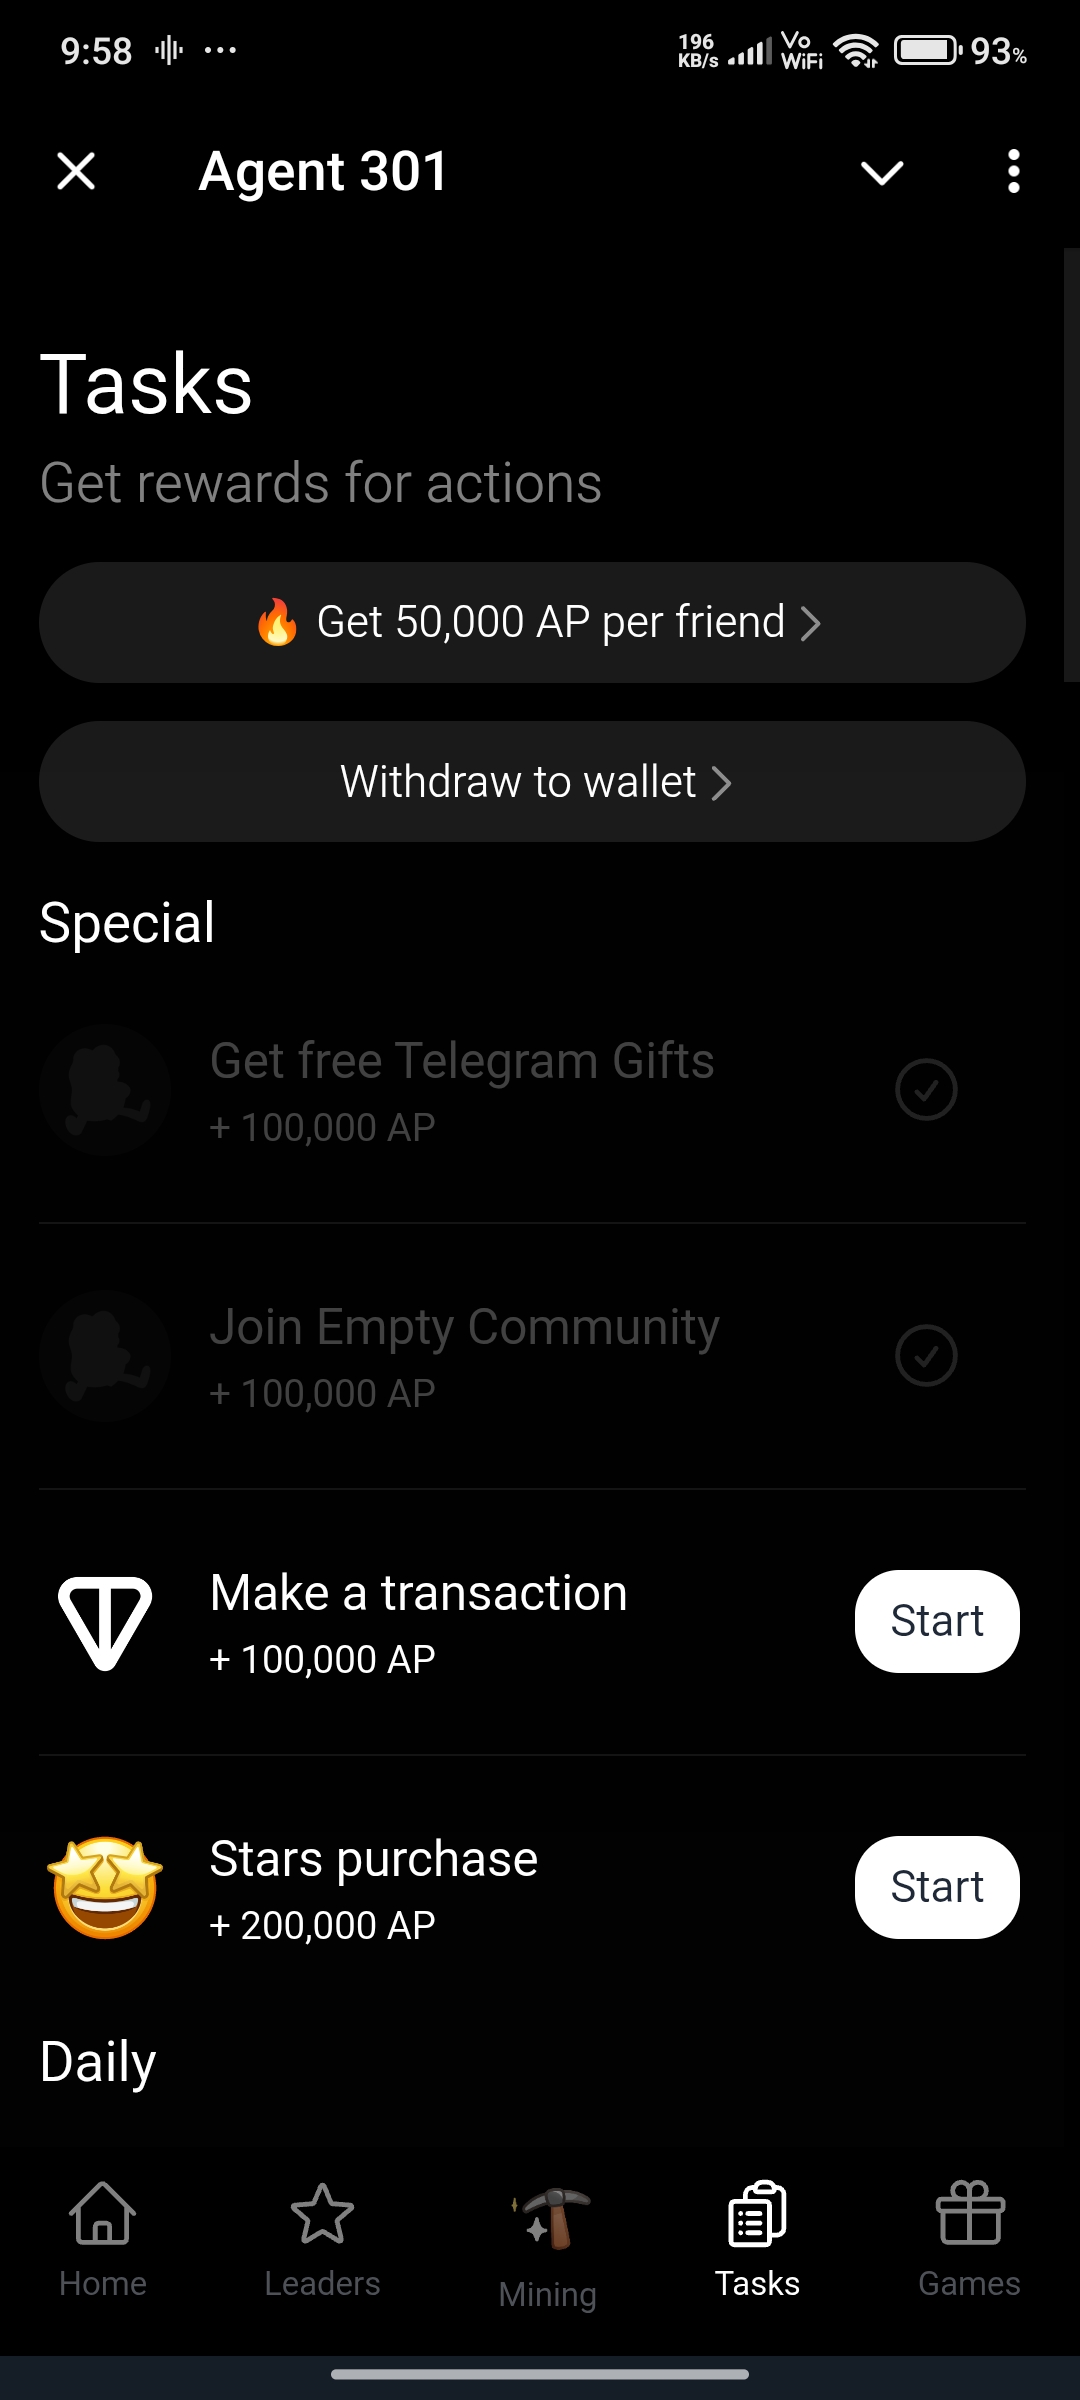 9:58
196
KB/s
Vo
WiFi
93%
Agent 301
Tasks
Get rewards for actions
🔥 Get 50,000 AP per friend
Withdraw to wallet
Special
Get free Telegram Gifts
+ 100,000 AP
Join Empty Community
+ 100,000 AP
Make a transaction
+ 100,000 AP
Start
Stars purchase
+ 200,000 AP
Start
Daily
Home
Leaders
Mining
Tasks
Games